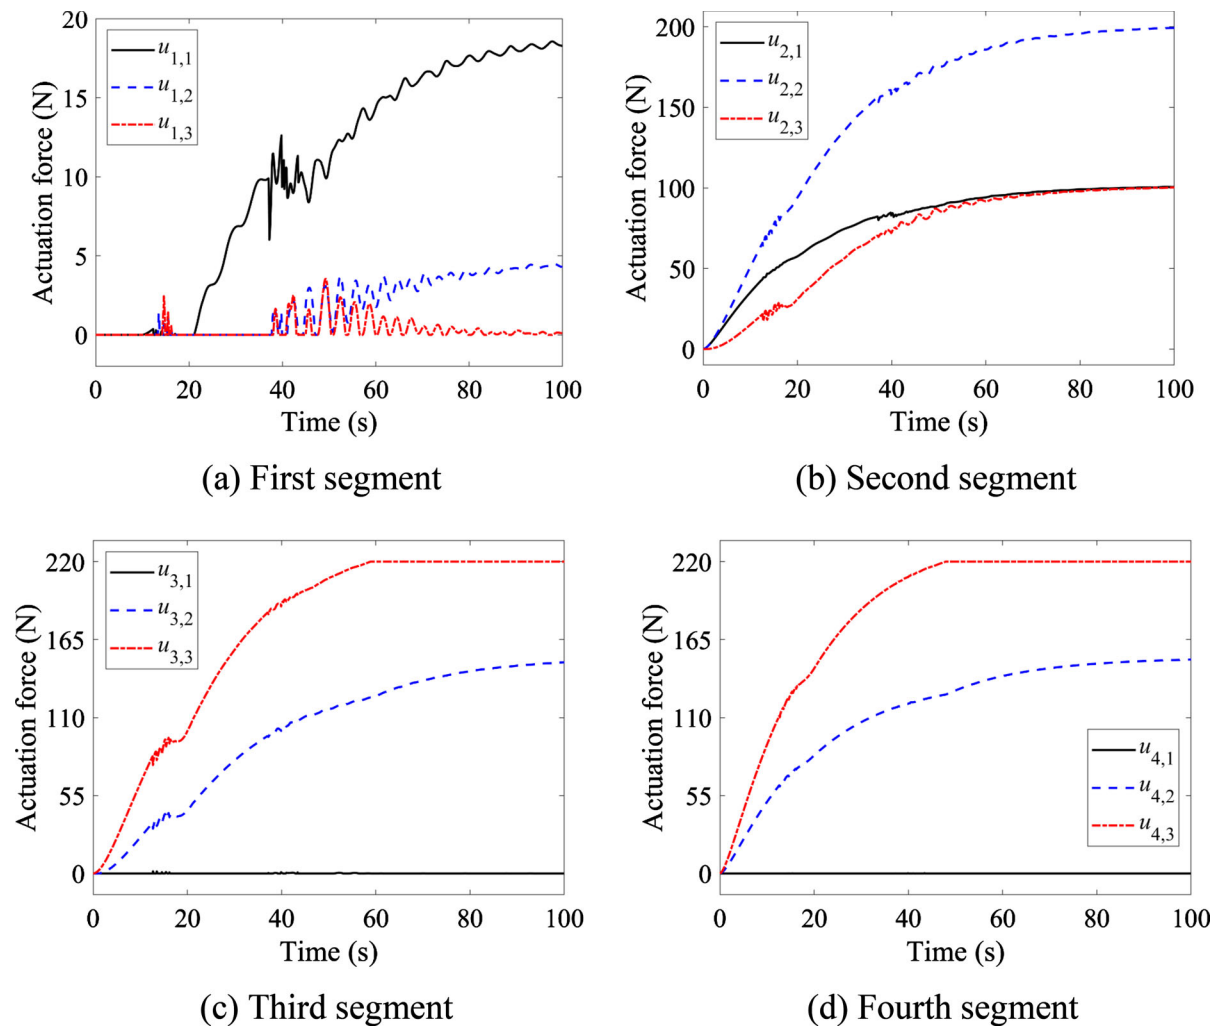 20
15
10
5
0
0 20 40 60 80 100
Actuation force (N)
Time (s)
u1,1
u1,2
u1,3
(a) First segment
200
150
100
50
0
0 20 40 60 80 100
Actuation force (N)
Time (s)
u2,1
u2,2
u2,3
(b) Second segment
220
165
110
55
0
0 20 40 60 80 100
Actuation force (N)
Time (s)
u3,1
u3,2
u3,3
(c) Third segment
220
165
110
55
0
0 20 40 60 80 100
Actuation force (N)
Time (s)
u4,1
u4,2
u4,3
(d) Fourth segment